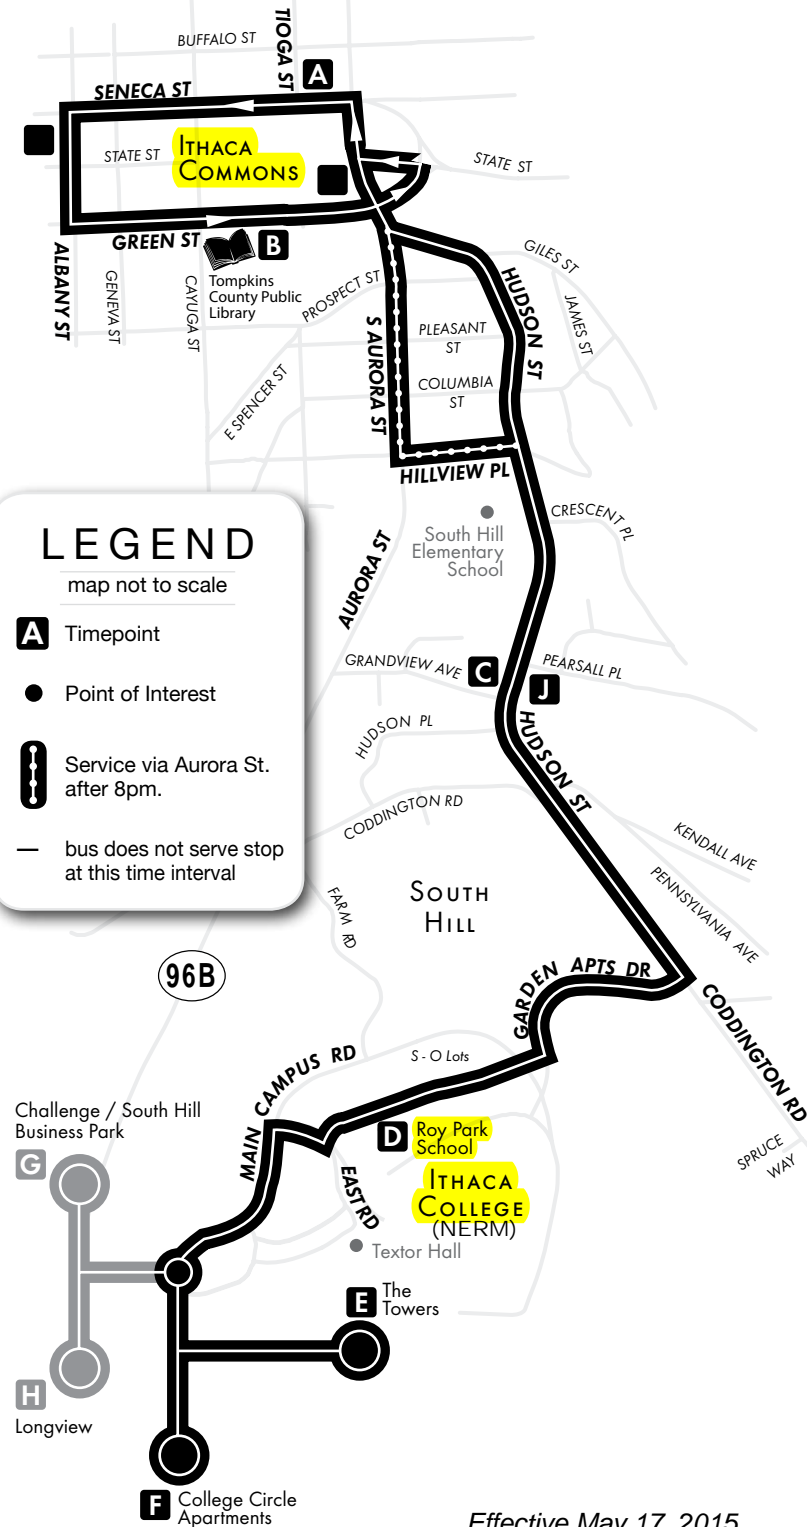 BUFFALO ST
TIOGA ST
A
SENECA ST
STATE ST
ITHACA
COMMONS
STATE ST
GREEN ST
B
Tompkins
County Public
Library
ALBANY ST
GENEVA ST
CAYUGA ST
PROSPECT ST
GILES ST
JAMES ST
HUDSON ST
PLEASANT
ST
S AURORA ST
COLUMBIA
ST
E SPENCER ST
HILLVIEW PL
South Hill
Elementary
School
CRESCENT PL
AURORA ST
LEGEND
map not to scale
A Timepoint
Point of Interest
Service via Aurora St.
after 8pm.
— bus does not serve stop
at this time interval
GRANDVIEW AVE
C
J
PEARSALL PL
HUDSON PL
HUDSON ST
CODDINGTON RD
KENDALL AVE
PENNSYLVANIA AVE
SOUTH
HILL
FARM RD
96B
GARDEN APTS DR
CODDINGTON RD
S - O Lots
MAIN CAMPUS RD
SPRUCE
WAY
Challenge / South Hill
Business Park
G
D
Roy Park
School
ITHACA
COLLEGE
(NERM)
EAST RD
Textor Hall
E
The
Towers
H
Longview
F
College Circle
Apartments
Effective May 17, 2015